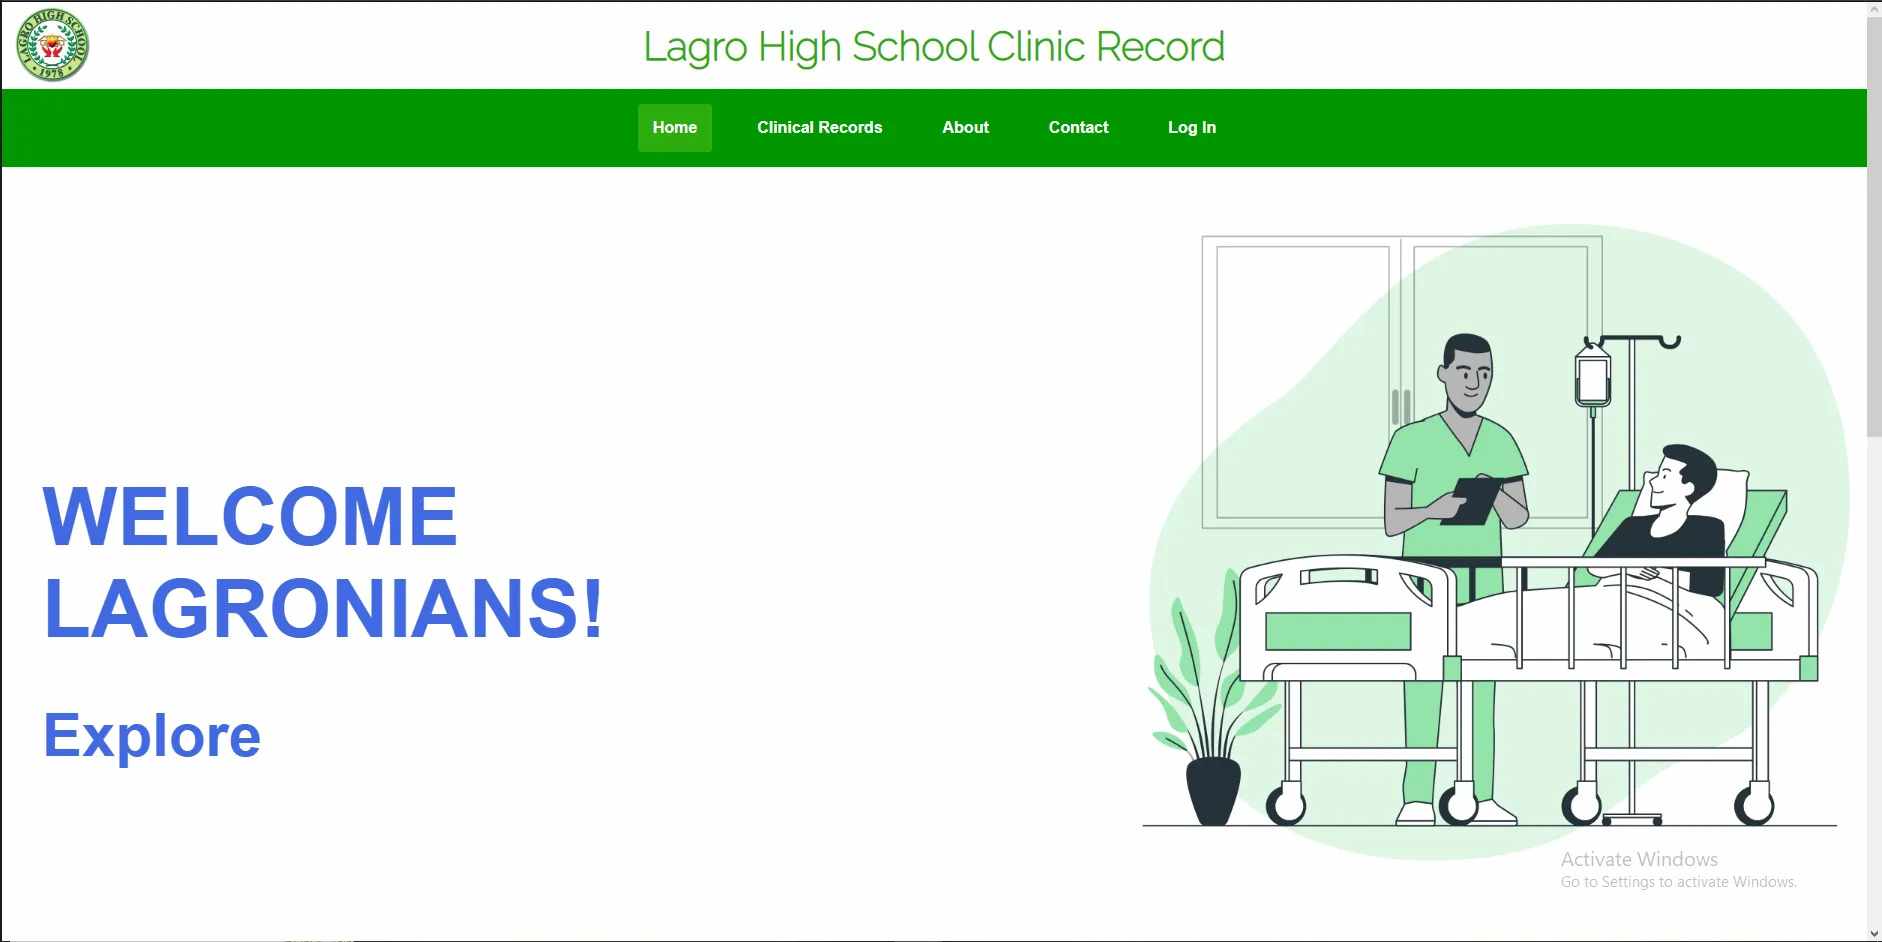 LAGRO HIGH SCHOOL
• 1978 •
Lagro High School Clinic Record
Home
Clinical Records
About
Contact
Log In
WELCOME
LAGRONIANS!
Explore
Activate Windows
Go to Settings to activate Windows.